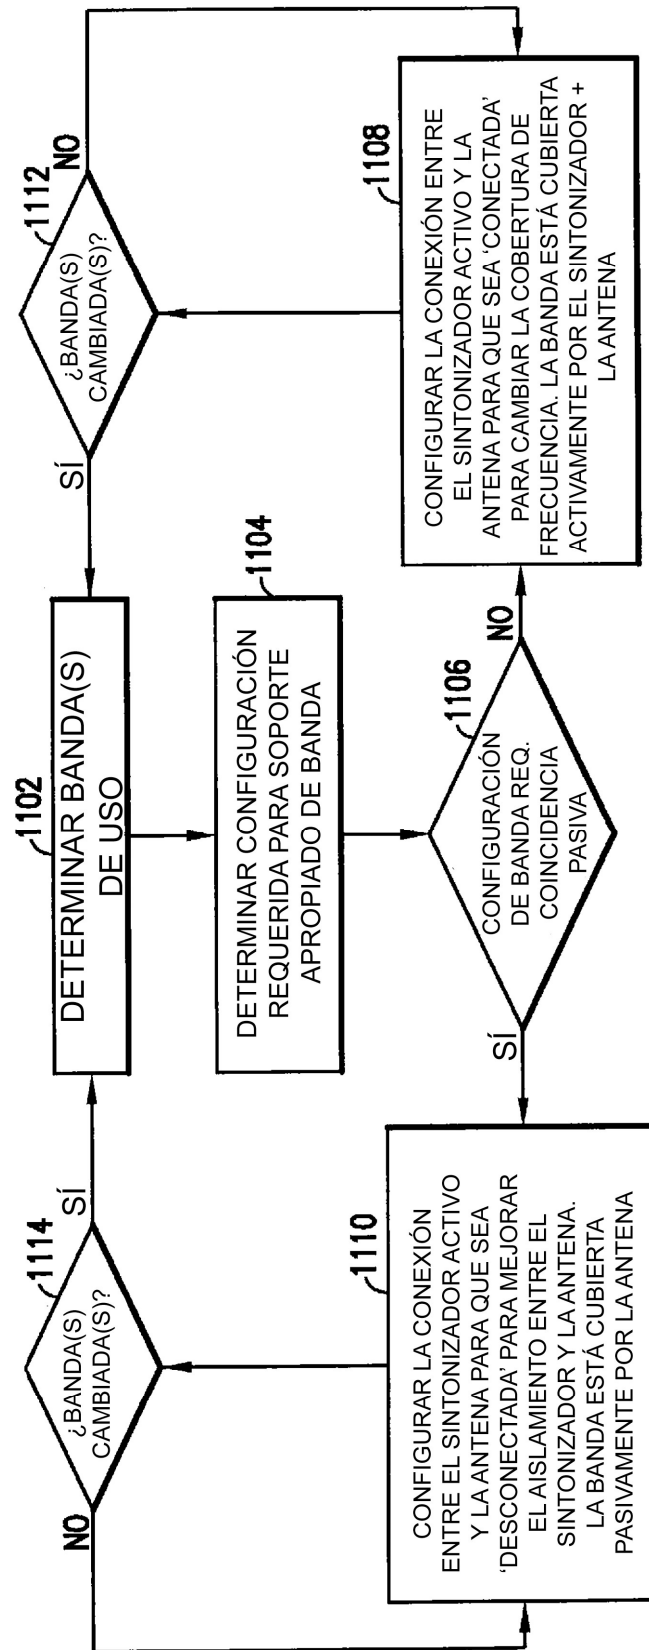 1102
DETERMINAR BANDA(S)
DE USO
1104
DETERMINAR CONFIGURACIÓN
REQUERIDA PARA SOPORTE
APROPIADO DE BANDA
1106
CONFIGURACIÓN
DE BANDA REQ.
COINCIDENCIA
PASIVA
SÍ
NO
1110
CONFIGURAR LA CONEXIÓN
ENTRE EL SINTONIZADOR ACTIVO
Y LA ANTENA PARA QUE SEA
‘DESCONECTADA’ PARA MEJORAR
EL AISLAMIENTO ENTRE EL
SINTONIZADOR Y LA ANTENA.
LA BANDA ESTÁ CUBIERTA
PASIVAMENTE POR LA ANTENA
1108
CONFIGURAR LA CONEXIÓN ENTRE
EL SINTONIZADOR ACTIVO Y LA
ANTENA PARA QUE SEA ‘CONECTADA’
PARA CAMBIAR LA COBERTURA DE
FRECUENCIA. LA BANDA ESTÁ CUBIERTA
ACTIVAMENTE POR EL SINTONIZADOR +
LA ANTENA
1114
¿BANDA(S)
CAMBIADA(S)?
SÍ
NO
1112
¿BANDA(S)
CAMBIADA(S)?
SÍ
NO